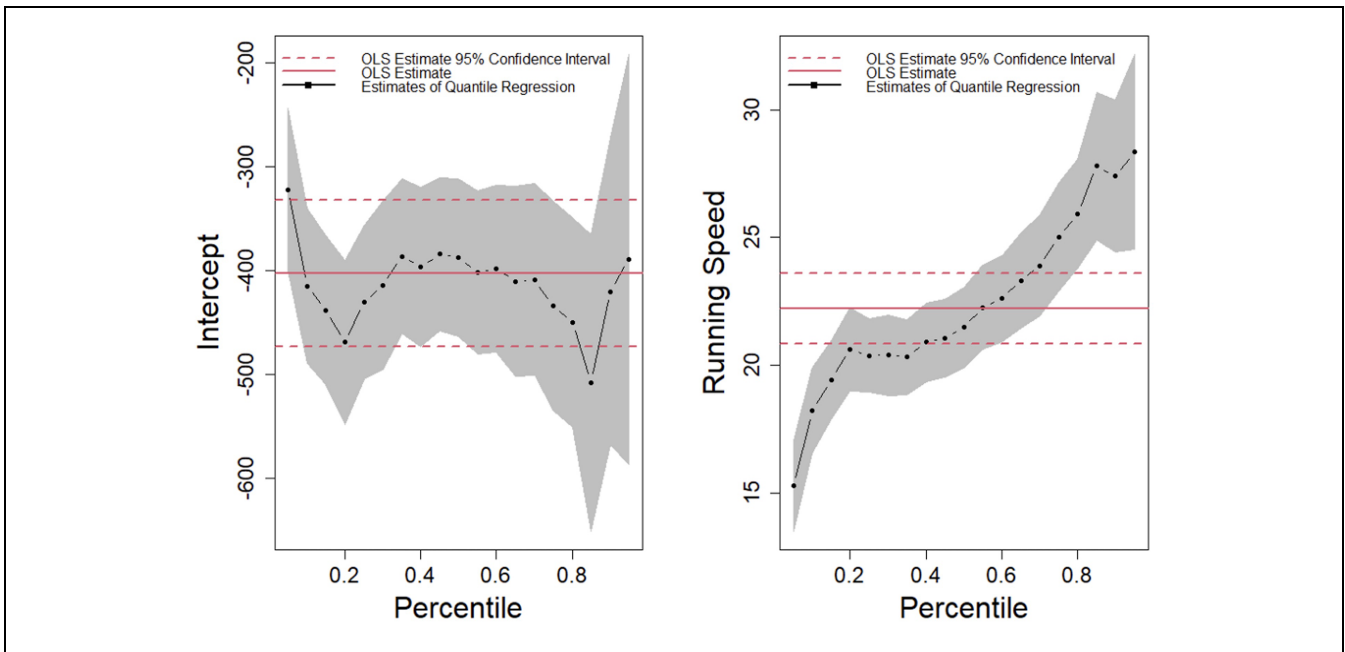 OLS Estimate 95% Confidence Interval
OLS Estimate
Estimates of Quantile Regression
-200
-300
-400
-500
-600
Intercept
0.2 0.4 0.6 0.8
Percentile
OLS Estimate 95% Confidence Interval
OLS Estimate
Estimates of Quantile Regression
30
25
20
15
Running Speed
0.2 0.4 0.6 0.8
Percentile